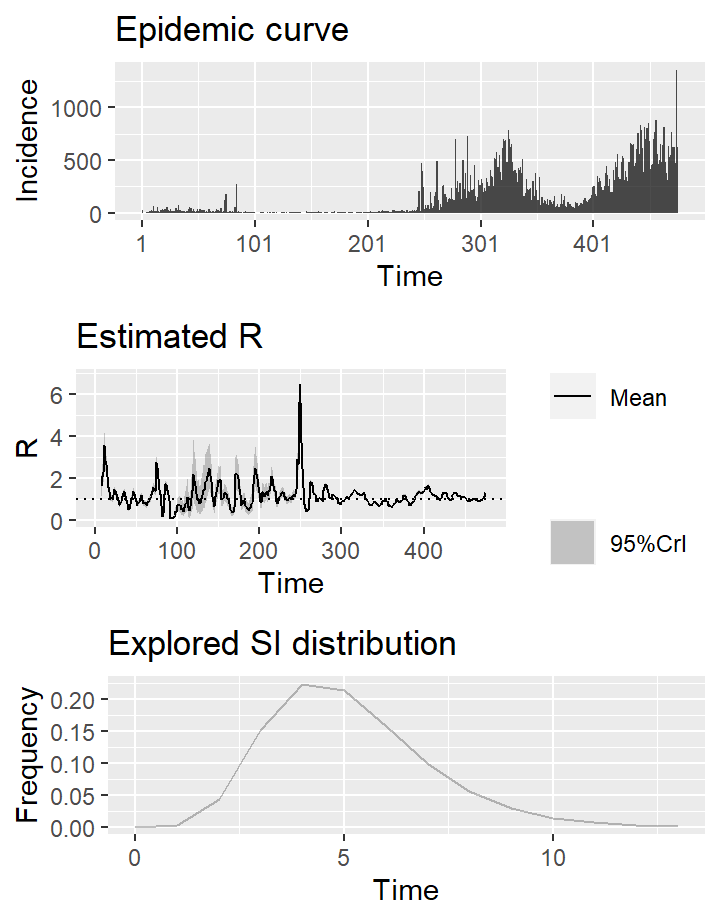 Epidemic curve
Incidence
1000
500
0
1 101 201 301 401
Time
Estimated R
R
6
4
2
0
0 100 200 300 400
Time
Mean
95%CrI
Explored SI distribution
Frequency
0.20
0.15
0.10
0.05
0.00
0 5 10
Time